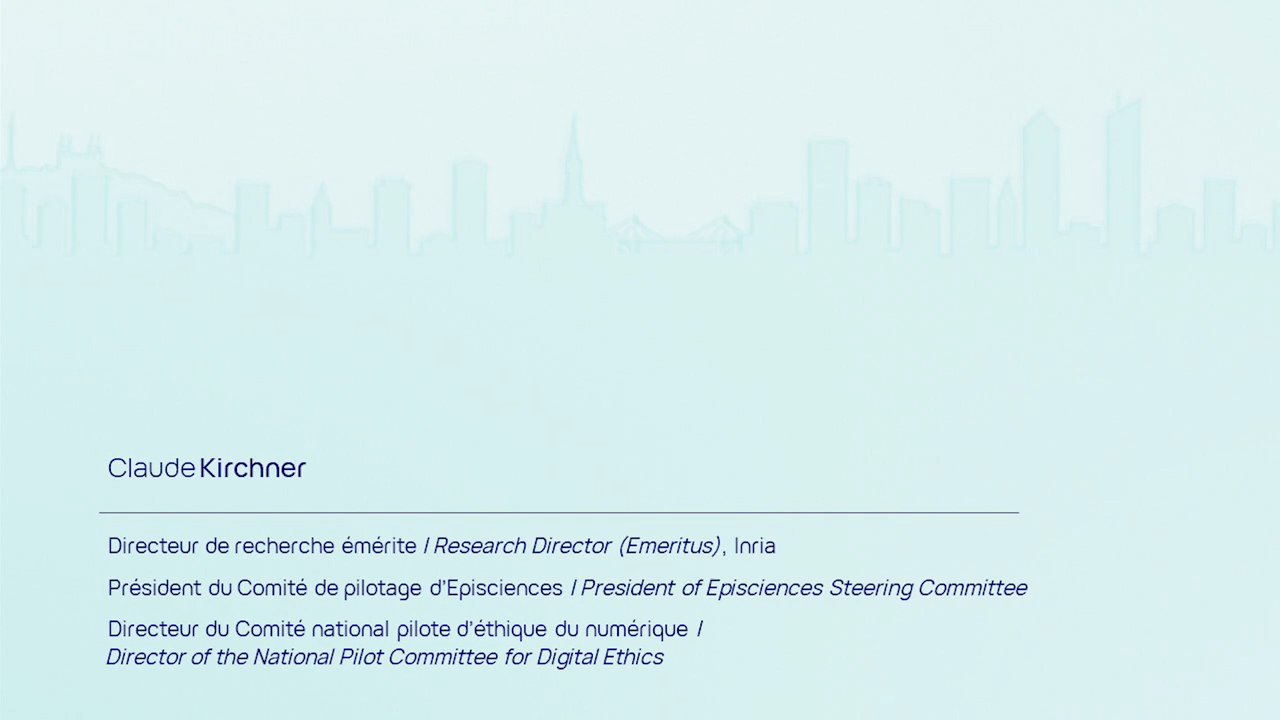 Claude Kirchner
Directeur de recherche émérite / Research Director (Emeritus), Inria
Président du Comité de pilotage d’Episciences / President of Episciences Steering Committee
Directeur du Comité national pilote d’éthique du numérique /
Director of the National Pilot Committee for Digital Ethics